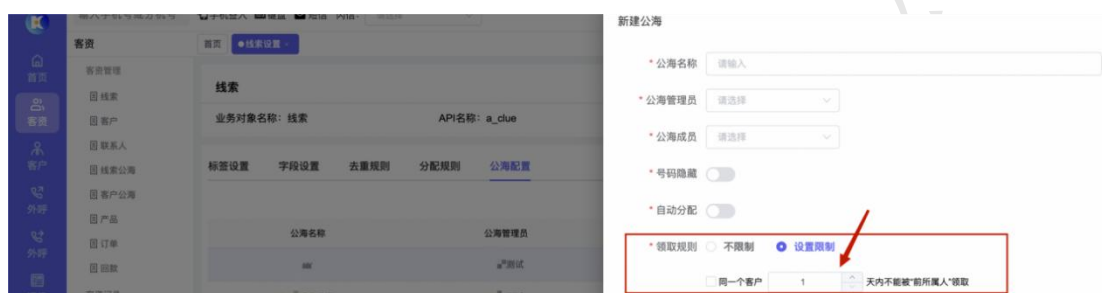 新建公海
客资
首页
线索设置
首页
客资管理
* 公海名称 请输入
线索
线索
客资
业务对象名称：线索 API名称：a_clue
* 公海管理员 请选择
客户
联系人
* 公海成员 请选择
客户
线索公海
标签设置 字段设置 去重规则 分配规则 公海配置
* 号码隐藏
客户公海
外呼
产品
* 自动分配
公海名称 公海管理员
订单
外呼
* 领取规则 不限制 设置限制
回款
测试
同一个客户 1 天内不能被"前所属人"领取